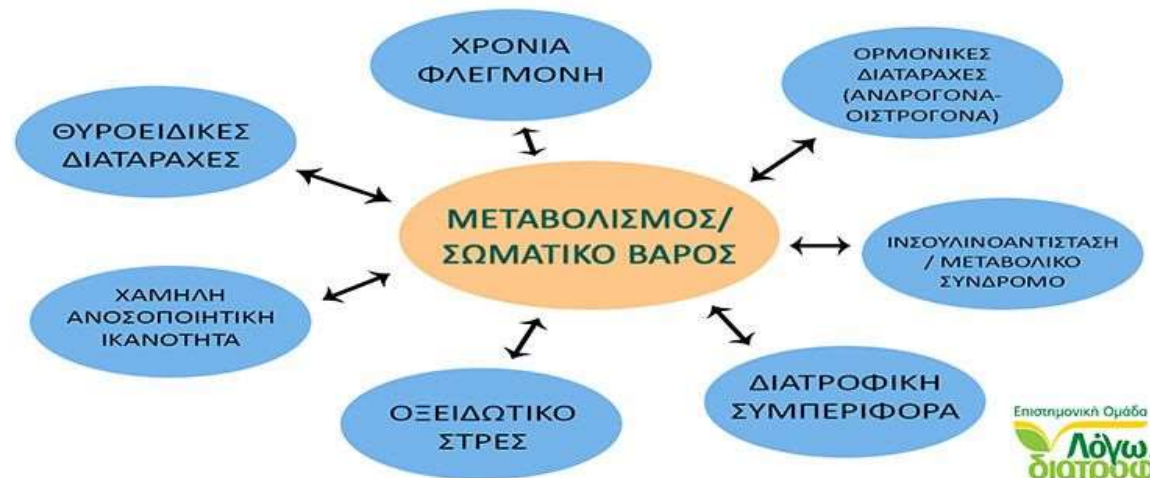 ΧΡΟΝΙΑ
ΦΛΕΓΜΟΝΗ
ΟΡΜΟΝΙΚΕΣ
ΔΙΑΤΑΡΑΧΕΣ
(ΑΝΔΡΟΓΟΝΑ-
ΟΙΣΤΡΟΓΟΝΑ)
ΘΥΡΟΕΙΔΙΚΕΣ
ΔΙΑΤΑΡΑΧΕΣ
ΜΕΤΑΒΟΛΙΣΜΟΣ/
ΣΩΜΑΤΙΚΟ ΒΑΡΟΣ
ΙΝΣΟΥΛΙΝΟΑΝΤΙΣΤΑΣΗ
/ ΜΕΤΑΒΟΛΙΚΟ
ΣΥΝΔΡΟΜΟ
ΧΑΜΗΛΗ
ΑΝΟΣΟΠΟΙΗΤΙΚΗ
ΙΚΑΝΟΤΗΤΑ
ΟΞΕΙΔΩΤΙΚΟ
ΣΤΡΕΣ
ΔΙΑΤΡΟΦΙΚΗ
ΣΥΜΠΕΡΙΦΟΡΑ
Επιστημονική Ομάδα
Λόγω